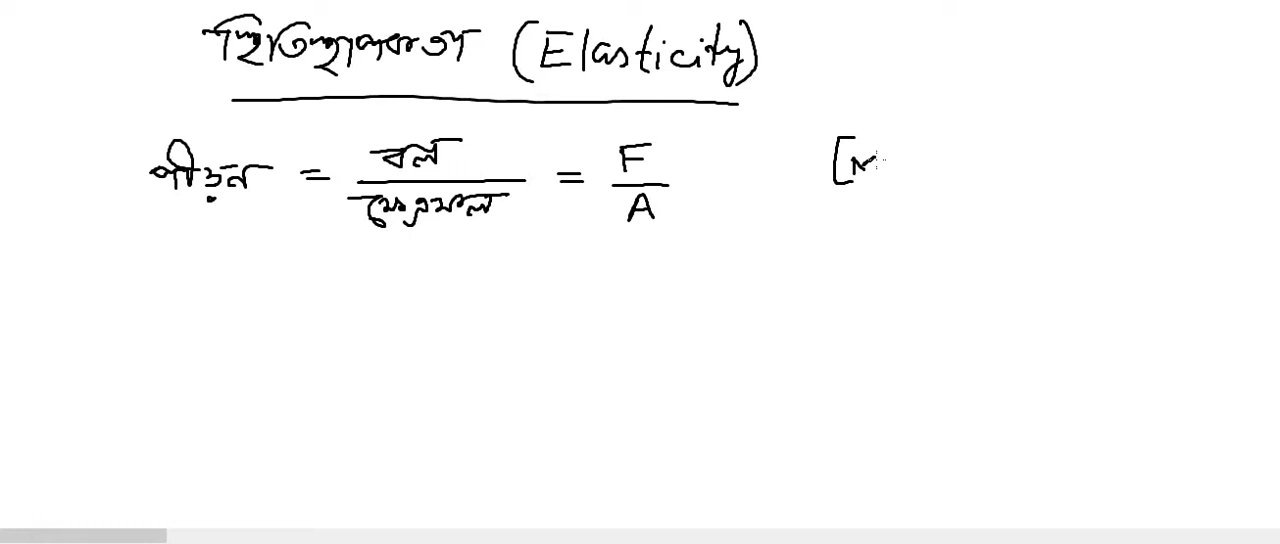 স্থিতিস্থাপকতা (Elasticity)
পীড়ন = বল / ক্ষেত্রফল = F / A [N